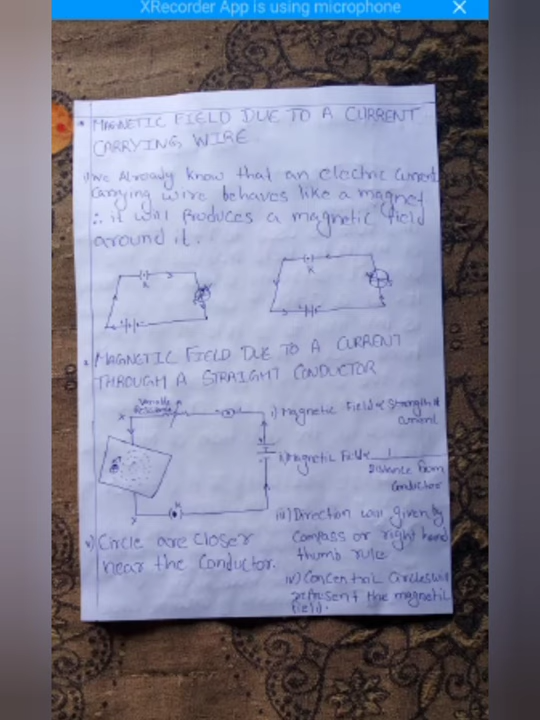 XRecorder App is using microphone
MAGNETIC FIELD DUE TO A CURRENT
CARRYING WIRE
i) We Already know that an electric current
Carrying wire behaves like a magnet
∴ it will Produces a magnetic field
around it.
K
K
MAGNETIC FIELD DUE TO A CURRENT
THROUGH A STRAIGHT CONDUCTOR
Variable
Resistance
X
A
i) Magnetic Field ∝ Strength of
current
ii) Magnetic Field ∝ 1
Distance from
conductor
Y
K
iii) Direction will given by
compass or right hand
thumb rule.
iv) Concentral Circles will
represent the magnetic
field.
v) Circle are closer
near the Conductor.